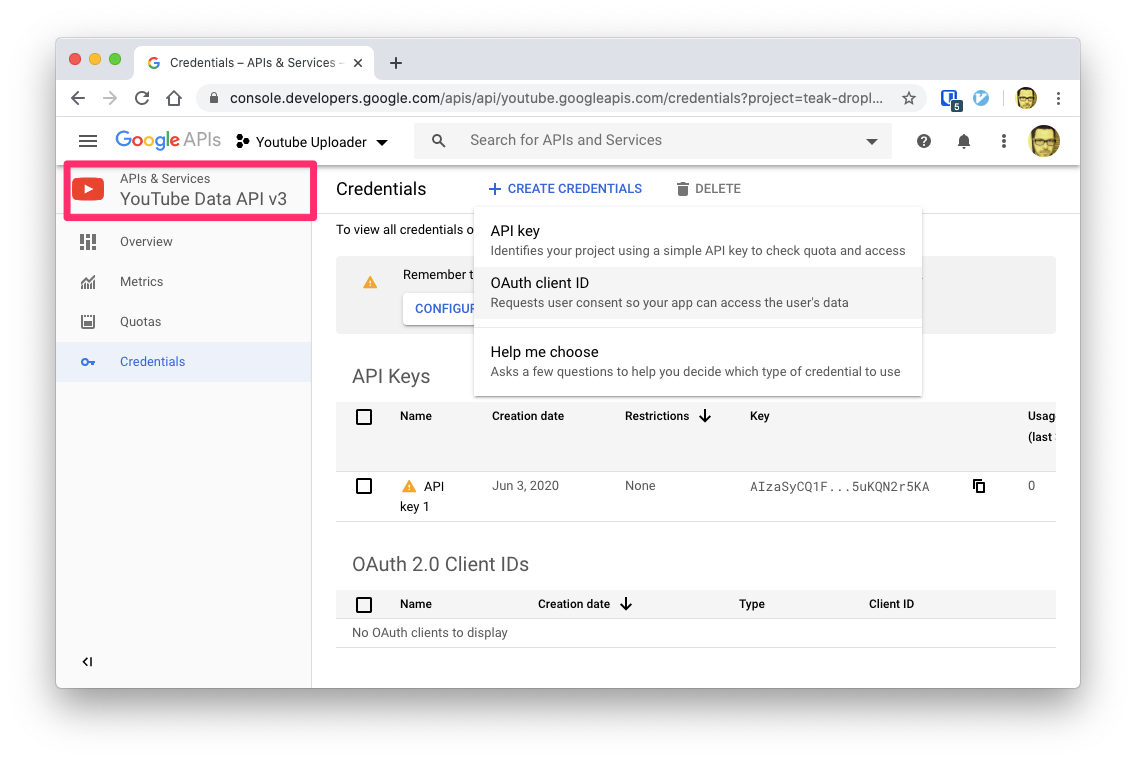 Credentials – APIs & Services –
console.developers.google.com/apis/api/youtube.googleapis.com/credentials?project=teak-dropl...
5
Google APIs
Youtube Uploader
Search for APIs and Services
APIs & Services
YouTube Data API v3
Credentials
CREATE CREDENTIALS
DELETE
To view all credentials o
API key
Identifies your project using a simple API key to check quota and access
Overview
Remember t
OAuth client ID
Requests user consent so your app can access the user's data
Metrics
CONFIGUR
Quotas
Help me choose
Asks a few questions to help you decide which type of credential to use
Credentials
API Keys
Name
Creation date
Restrictions
Key
Usag
(last
API
key 1
Jun 3, 2020
None
AIzaSyCQ1F...5uKQN2r5KA
0
OAuth 2.0 Client IDs
Name
Creation date
Type
Client ID
No OAuth clients to display